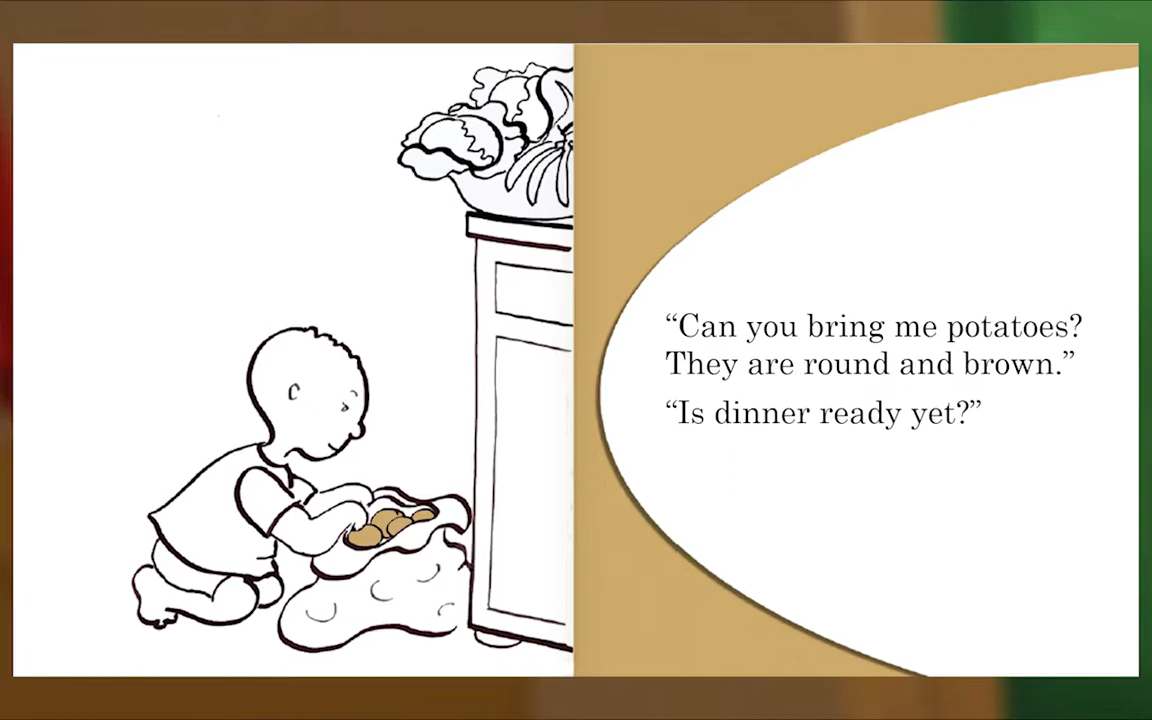 “Can you bring me potatoes?
They are round and brown.”
“Is dinner ready yet?”